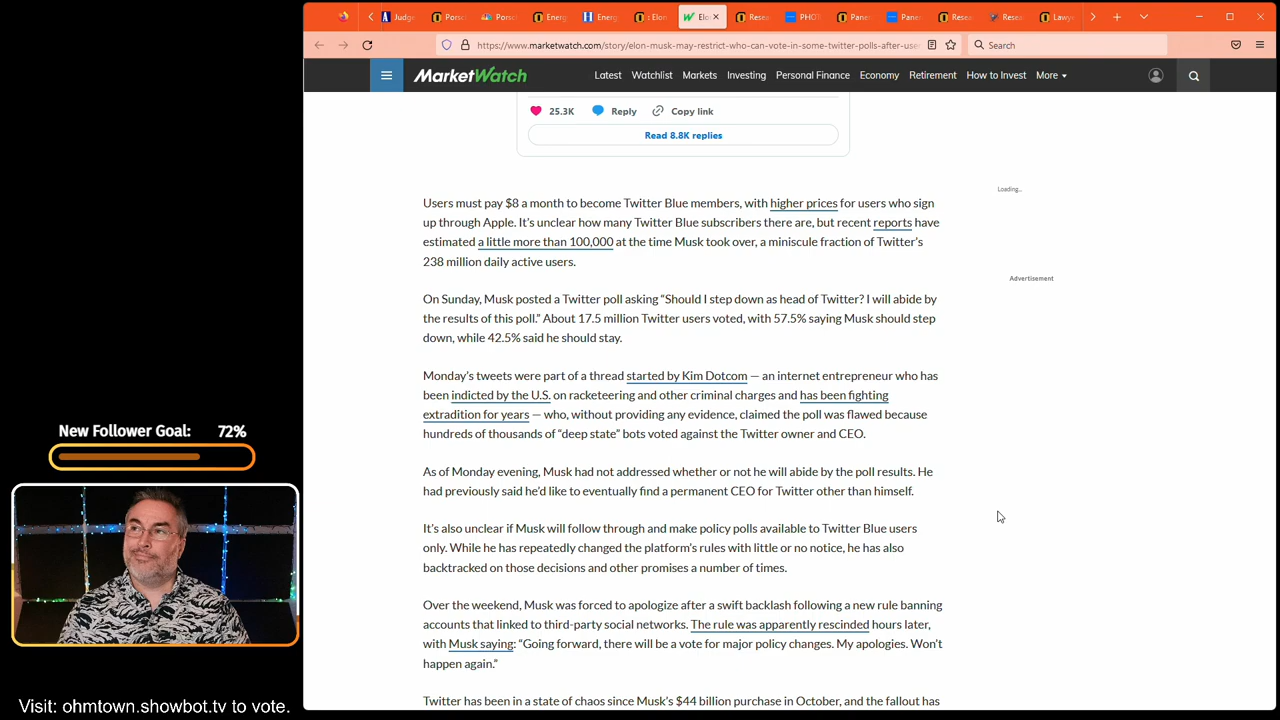 Judge
Porsc
Porsc
Energ
Energ
: Elon
Elo
Resea
PHOT
Panes
Panes
Resea
Resea
Lawye
https://www.marketwatch.com/story/elon-musk-may-restrict-who-can-vote-in-some-twitter-polls-after-use
Search
MarketWatch
Latest Watchlist Markets Investing Personal Finance Economy Retirement How to Invest More
25.3K Reply Copy link
Read 8.8K replies
Users must pay $8 a month to become Twitter Blue members, with higher prices for users who sign
up through Apple. It’s unclear how many Twitter Blue subscribers there are, but recent reports have
estimated a little more than 100,000 at the time Musk took over, a miniscule fraction of Twitter’s
238 million daily active users.
On Sunday, Musk posted a Twitter poll asking “Should I step down as head of Twitter? I will abide by
the results of this poll.” About 17.5 million Twitter users voted, with 57.5% saying Musk should step
down, while 42.5% said he should stay.
Monday’s tweets were part of a thread started by Kim Dotcom — an internet entrepreneur who has
been indicted by the U.S. on racketeering and other criminal charges and has been fighting
extradition for years — who, without providing any evidence, claimed the poll was flawed because
hundreds of thousands of “deep state” bots voted against the Twitter owner and CEO.
As of Monday evening, Musk had not addressed whether or not he will abide by the poll results. He
had previously said he’d like to eventually find a permanent CEO for Twitter other than himself.
It’s also unclear if Musk will follow through and make policy polls available to Twitter Blue users
only. While he has repeatedly changed the platform’s rules with little or no notice, he has also
backtracked on those decisions and other promises a number of times.
Over the weekend, Musk was forced to apologize after a swift backlash following a new rule banning
accounts that linked to third-party social networks. The rule was apparently rescinded hours later,
with Musk saying: “Going forward, there will be a vote for major policy changes. My apologies. Won’t
happen again.”
Twitter has been in a state of chaos since Musk’s $44 billion purchase in October, and the fallout has
Loading...
Advertisement
New Follower Goal: 72%
Visit: ohmtown.showbot.tv to vote.